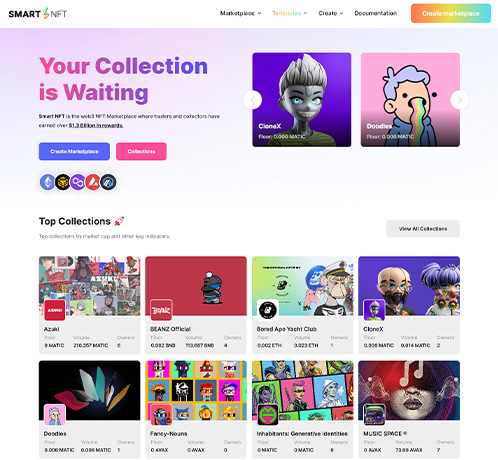 SMART NFT
Marketplace Templates Create Documentation Create marketplace
Your Collection
is Waiting
Smart NFT is the web3 NFT Marketplace where traders and collectors have
earned over $1.3 Billion in rewards.
Create Marketplace Collections
CloneX
Floor: 0.006 MATIC
Doodles
Floor: 0.006 MATIC
Top Collections
Top collections by market cap and other key indicators.
View All Collections
AZUKI
Azuki
Floor Volume Owners
0 MATIC 210.357 MATIC 6
BEANZ
BEANZ Official
Floor Volume Owners
0.002 BNB 113.687 BNB 4
Bored Ape Yacht Club
Floor Volume Owners
0.002 ETH 0.023 ETH 1
CloneX
Floor Volume Owners
0.006 MATIC 0.014 MATIC 2
Doodles
Floor Volume Owners
0.006 MATIC 0.006 MATIC 1
Fancy-Nouns
Floor Volume Owners
0 AVAX 0 AVAX 0
Inhabitants: Generative Identities
Floor Volume Owners
0 MATIC 0 MATIC 0
MUSIC SPACE ®
Floor Volume Owners
0 AVAX 73.08 AVAX 7